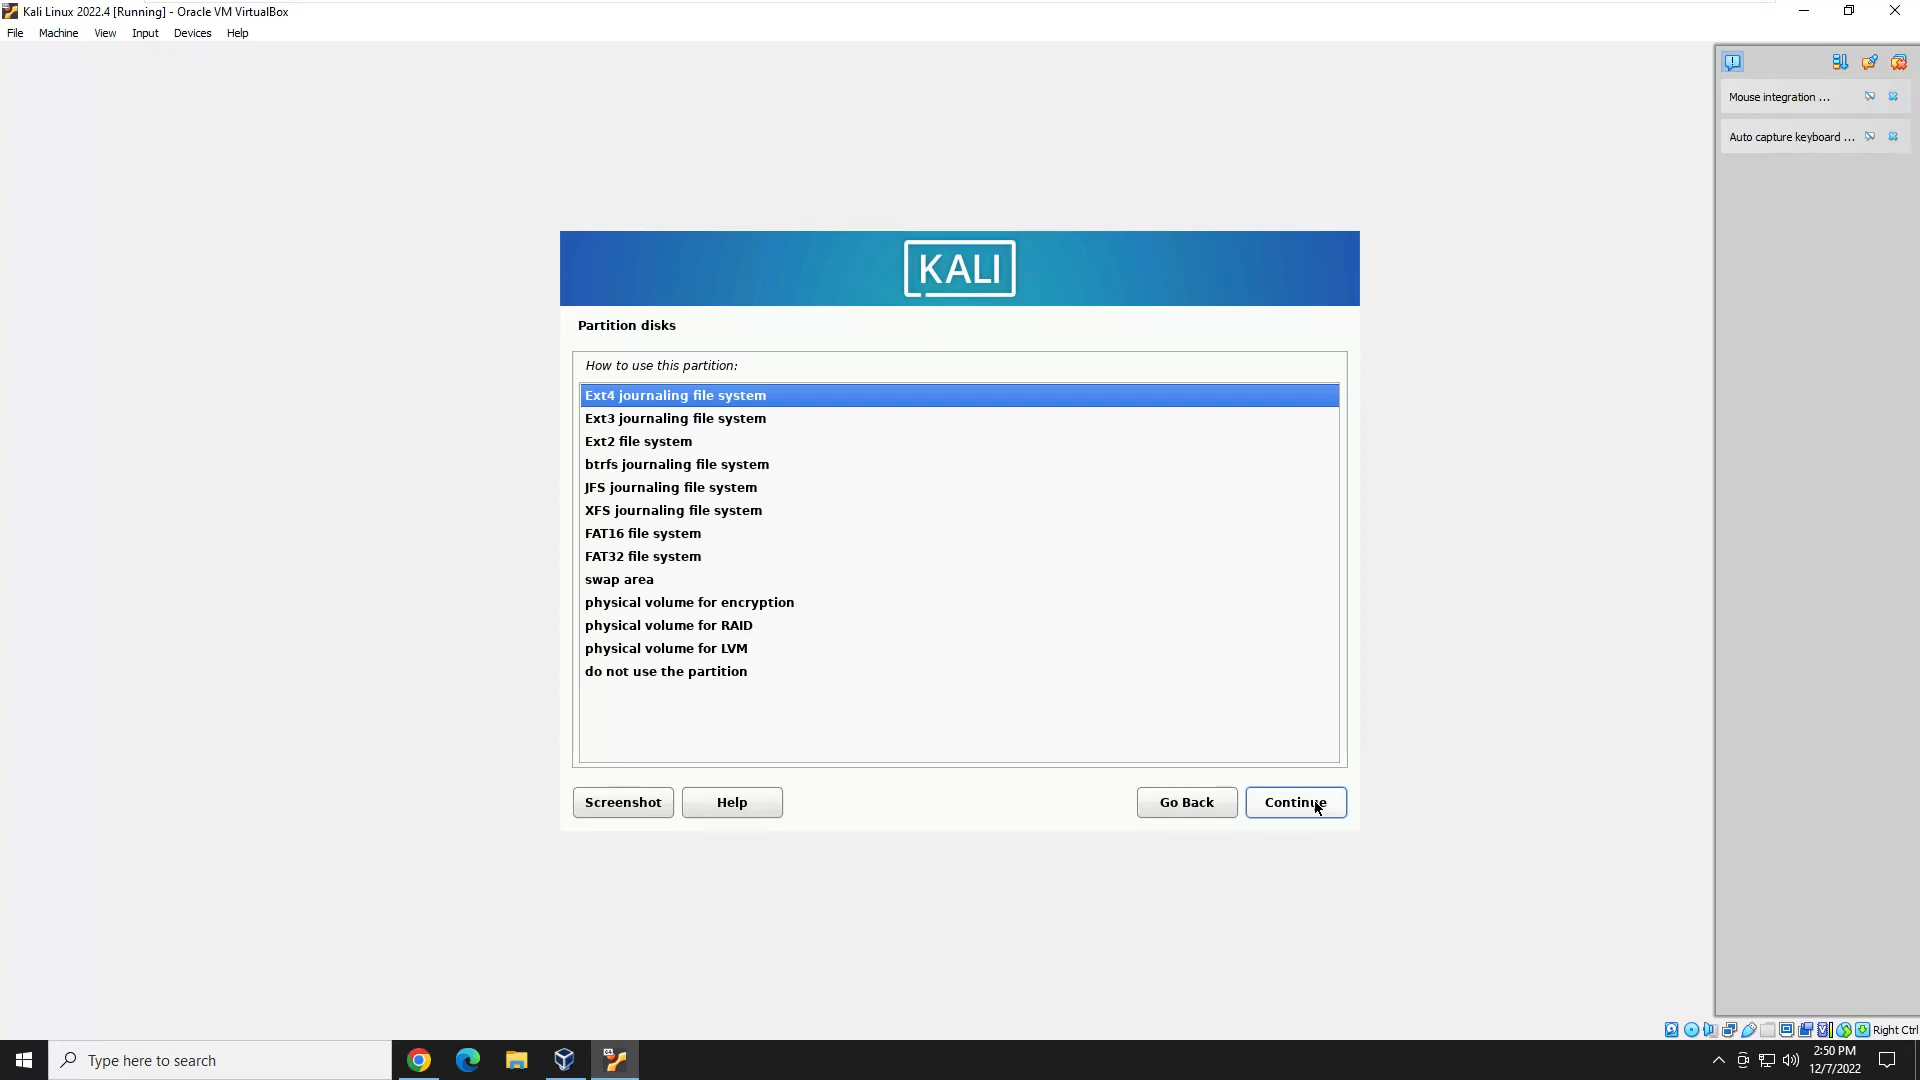 Kali Linux 2022.4 [Running] - Oracle VM VirtualBox
File Machine View Input Devices Help
Mouse integration ...
Auto capture keyboard ...
KALI
Partition disks
How to use this partition:
Ext4 journaling file system
Ext3 journaling file system
Ext2 file system
btrfs journaling file system
JFS journaling file system
XFS journaling file system
FAT16 file system
FAT32 file system
swap area
physical volume for encryption
physical volume for RAID
physical volume for LVM
do not use the partition
Screenshot Help Go Back Continue
Right Ctrl
Type here to search
2:50 PM
12/7/2022